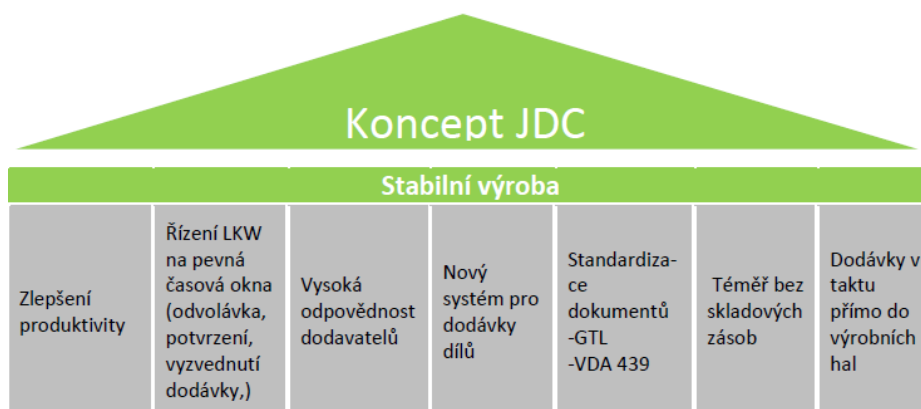 Koncept JDC
Stabilní výroba
Zlepšení
produktivity
Řízení LKW
na pevná
časová okna
(odvolávka,
potvrzení,
vyzvednutí
dodávky,)
Vysoká
odpovědnost
dodavatelů
Nový
systém pro
dodávky
dílů
Standardiza-
ce
dokumentů
-GTL
-VDA 439
Téměř bez
skladových
zásob
Dodávky v
taktu
přímo do
výrobních
hal